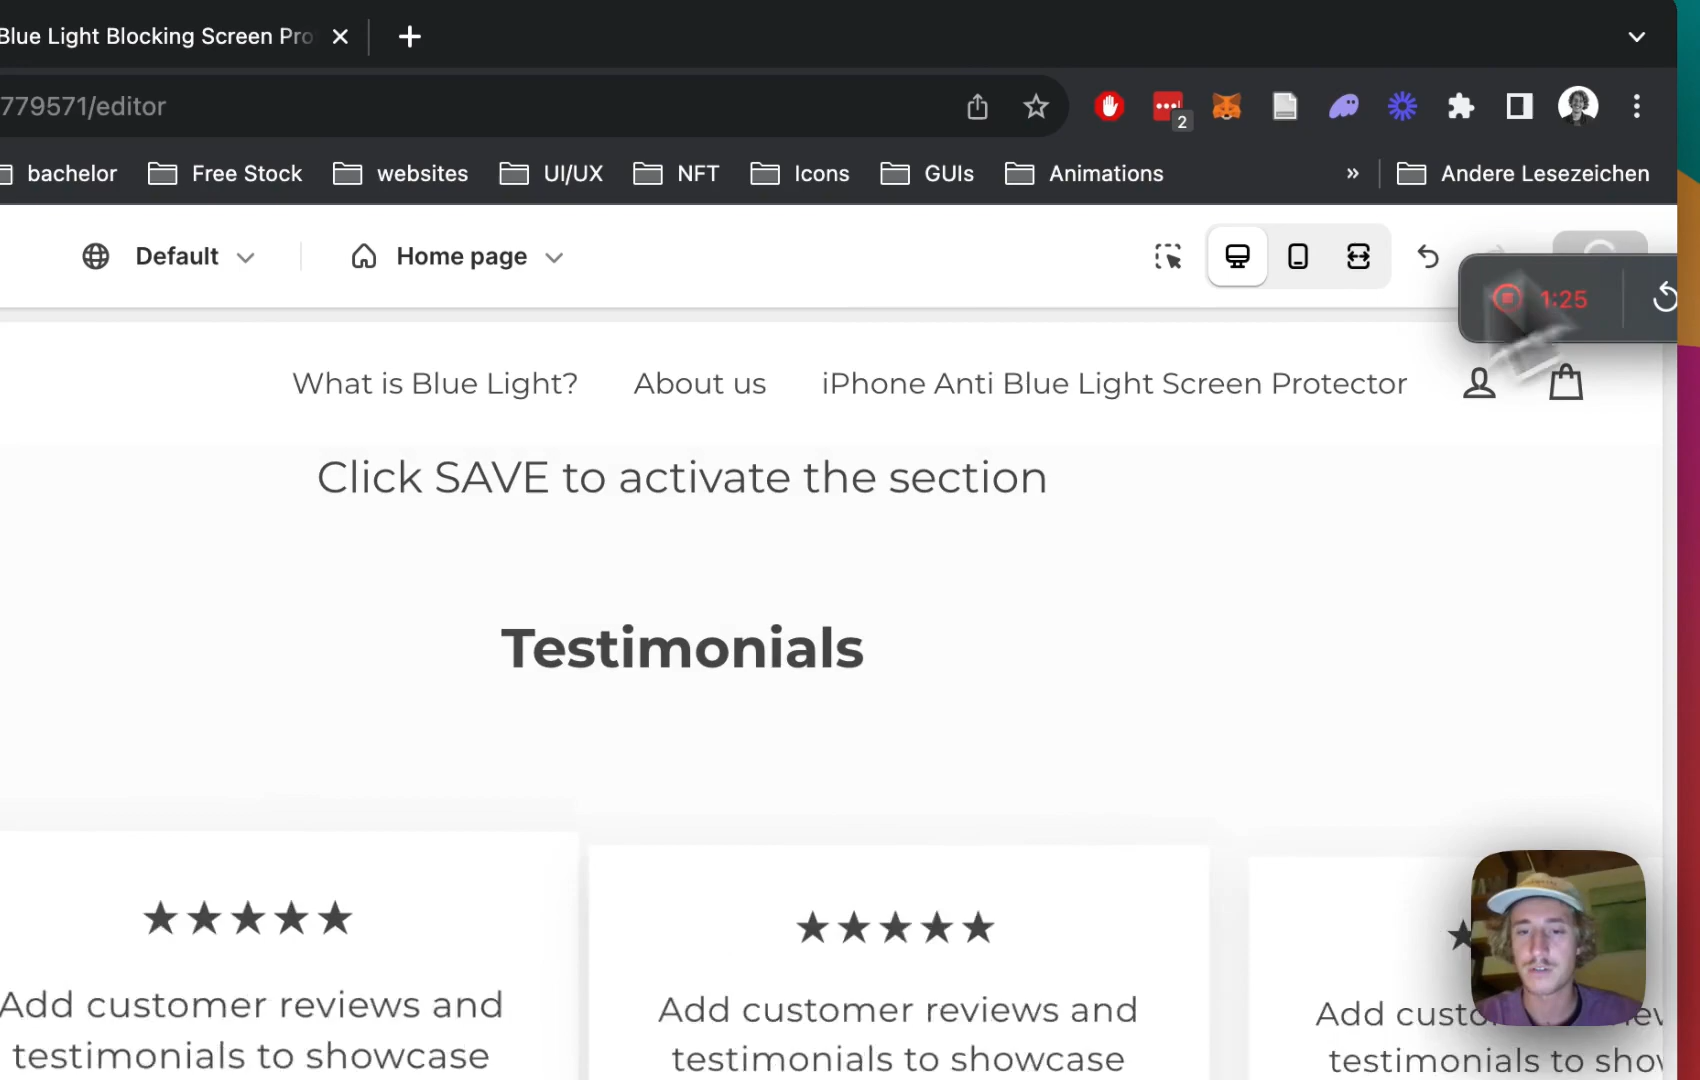 Blue Light Blocking Screen Pro
779571/editor
2
bachelor Free Stock websites UI/UX NFT Icons GUIs Animations » Andere Lesezeichen
Default Home page
1:25
What is Blue Light? About us iPhone Anti Blue Light Screen Protector
Click SAVE to activate the section
Testimonials
Add customer reviews and
testimonials to showcase
Add customer reviews and
testimonials to showcase
Add
testimonials to